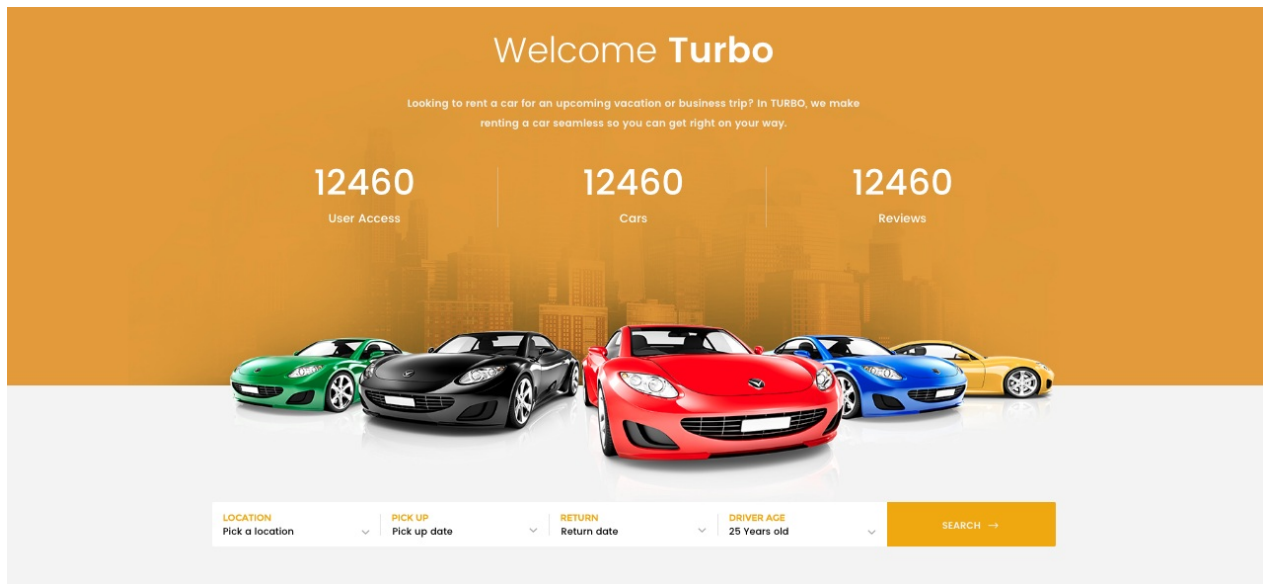 Welcome Turbo
Looking to rent a car for an upcoming vacation or business trip? In TURBO, we make
renting a car seamless so you can get right on your way.
12460
User Access
12460
Cars
12460
Reviews
LOCATION
Pick a location
PICK UP
Pick up date
RETURN
Return date
DRIVER AGE
25 Years old
SEARCH →